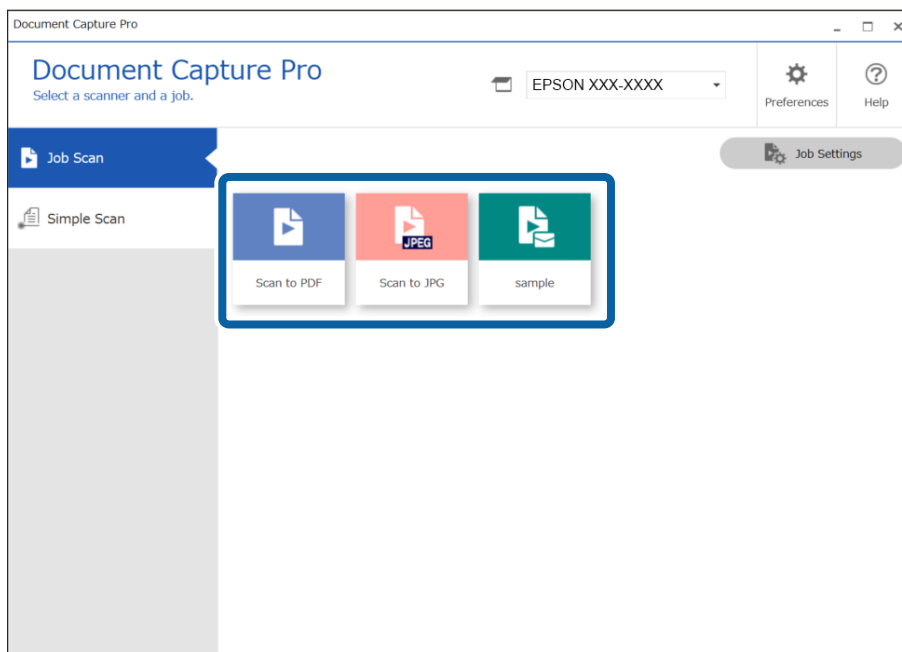 Document Capture Pro
Document Capture Pro
Select a scanner and a job.
EPSON XXX-XXXX
Preferences
Help
Job Scan
Job Settings
Simple Scan
JPEG
Scan to PDF
Scan to JPG
sample